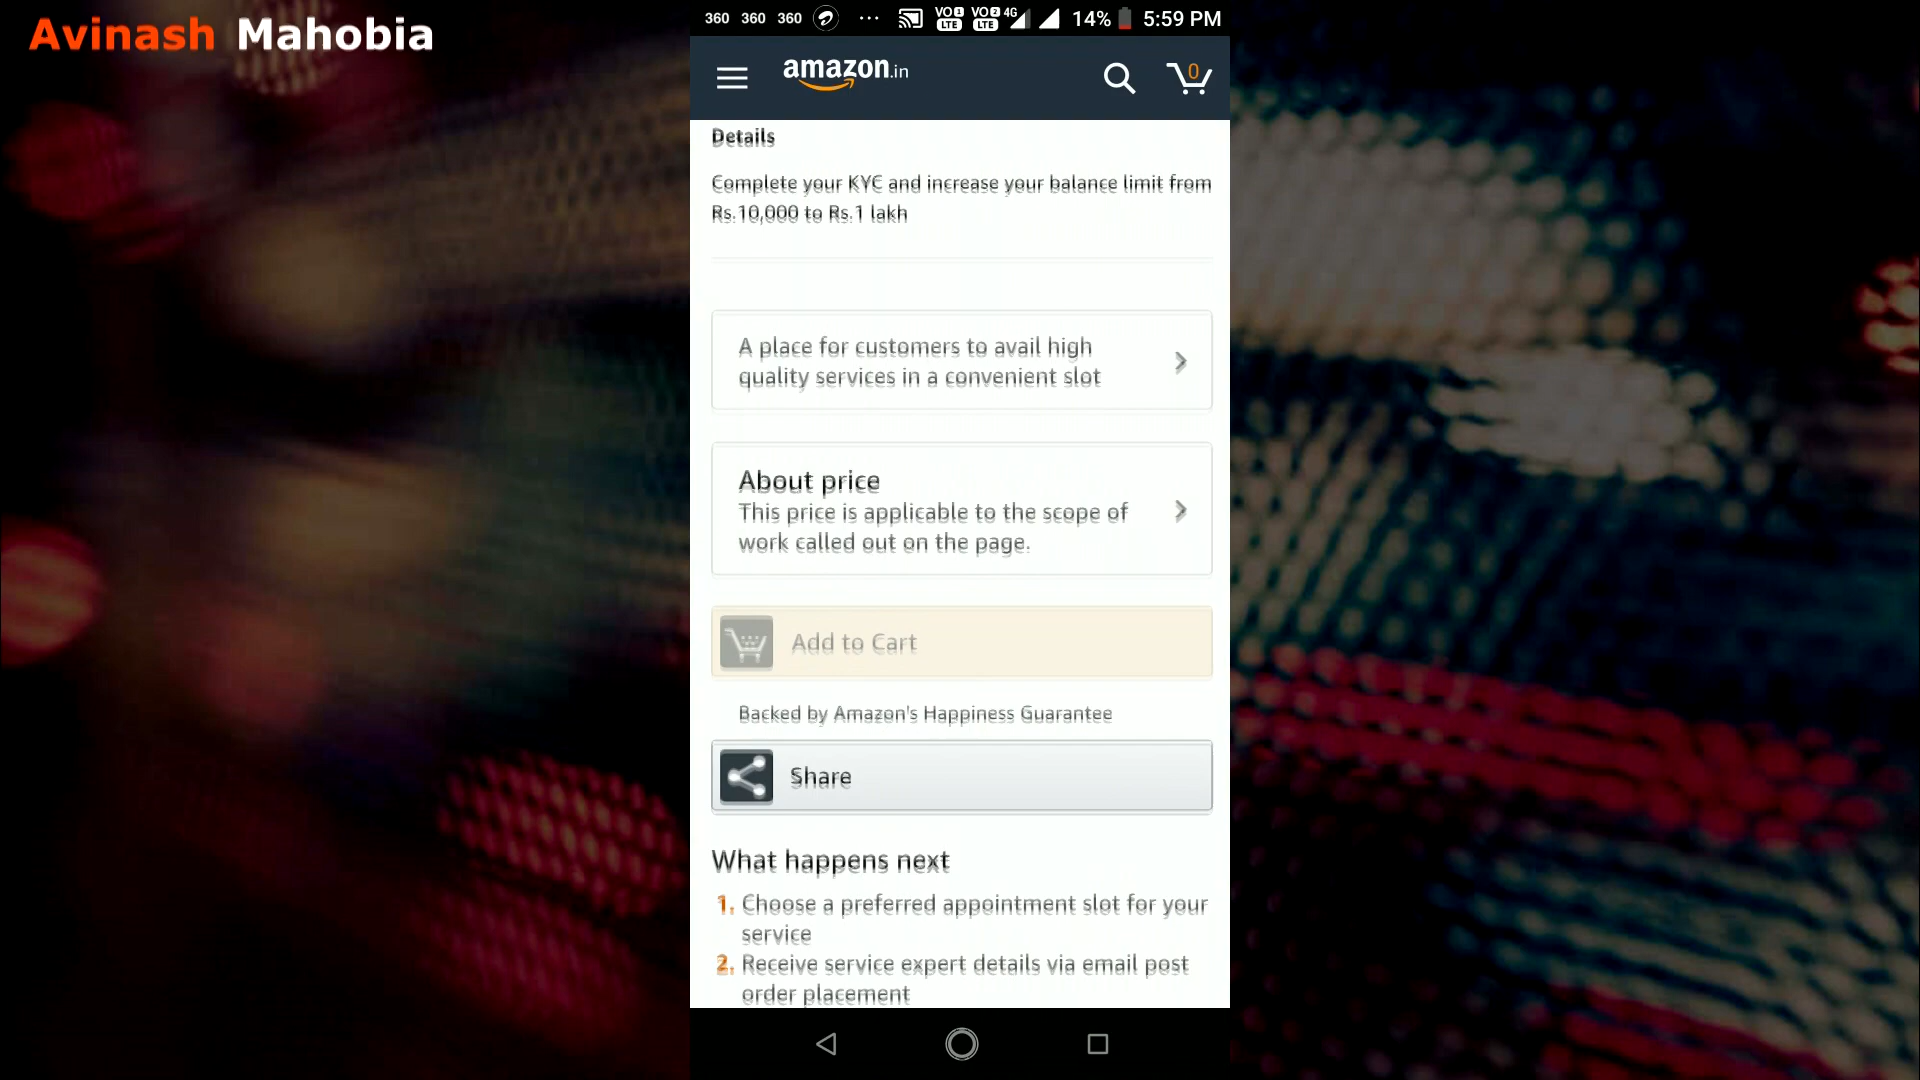 Avinash Mahobia
360 360 360 ... VO 1 LTE VO 2 LTE 4G 14% 5:59 PM
amazon.in
0
Details
Complete your KYC and increase your balance limit from
Rs.10,000 to Rs.1 lakh
A place for customers to avail high
quality services in a convenient slot
About price
This price is applicable to the scope of
work called out on the page.
Add to Cart
Backed by Amazon's Happiness Guarantee
Share
What happens next
1. Choose a preferred appointment slot for your
service
2. Receive service expert details via email post
order placement